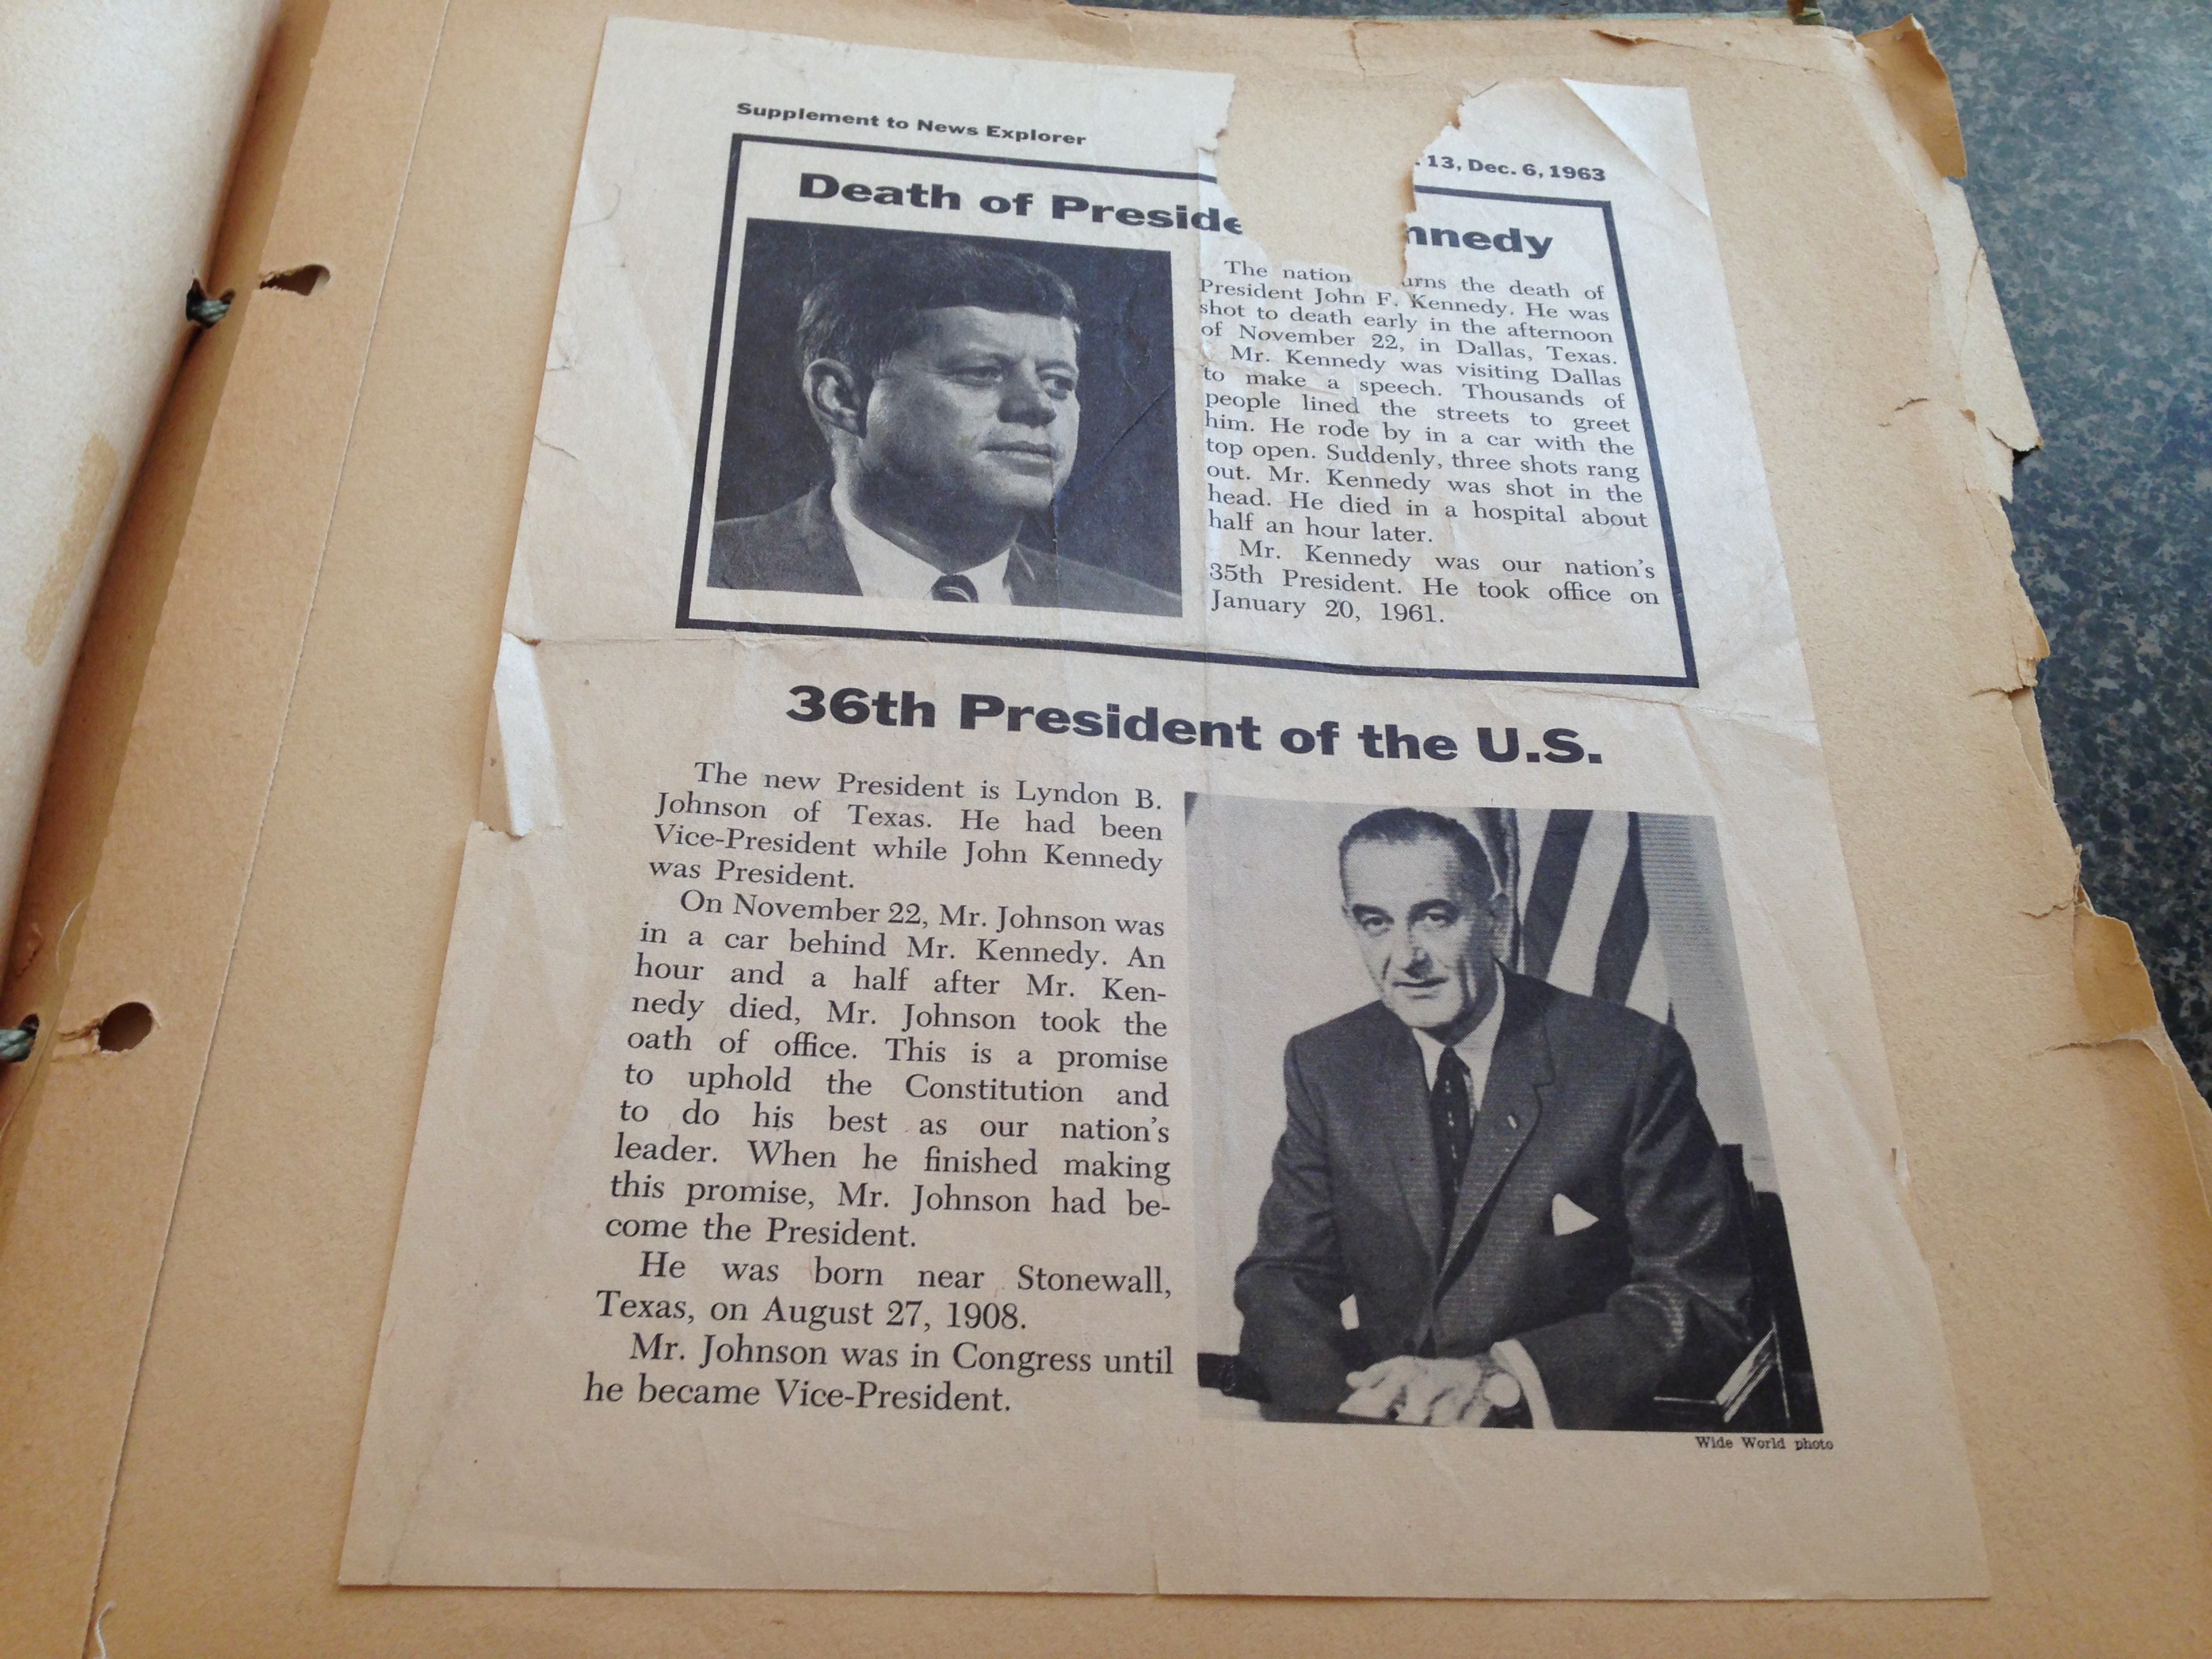 Supplement to News Explorer
. 13, Dec. 6, 1963
Death of Preside nnedy
The nation urns the death of
President John F. Kennedy. He was
shot to death early in the afternoon
of November 22, in Dallas, Texas.
Mr. Kennedy was visiting Dallas
to make a speech. Thousands of
people lined the streets to greet
him. He rode by in a car with the
top open. Suddenly, three shots rang
out. Mr. Kennedy was shot in the
head. He died in a hospital about
half an hour later.
Mr. Kennedy was our nation's
35th President. He took office on
January 20, 1961.
36th President of the U.S.
The new President is Lyndon B.
Johnson of Texas. He had been
Vice-President while John Kennedy
was President.
On November 22, Mr. Johnson was
in a car behind Mr. Kennedy. An
hour and a half after Mr. Ken-
nedy died, Mr. Johnson took the
oath of office. This is a promise
to uphold the Constitution and
to do his best as our nation's
leader. When he finished making
this promise, Mr. Johnson had be-
come the President.
He was born near Stonewall,
Texas, on August 27, 1908.
Mr. Johnson was in Congress until
he became Vice-President.
Wide World photo